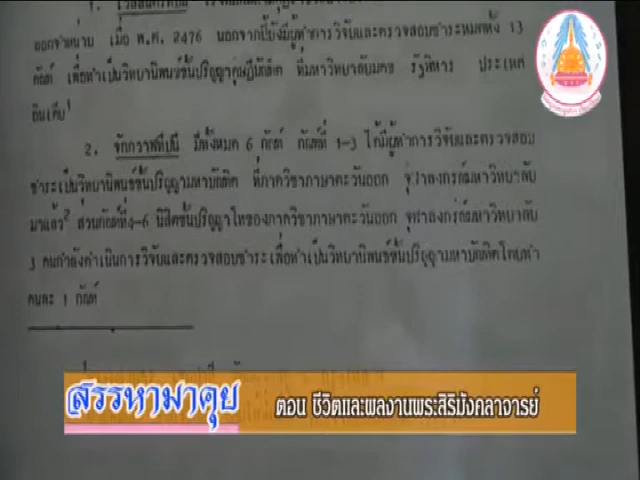 1. เวสสันตรทีปนี
ออกจำหน่าย เมื่อ พ.ศ. 2476 นอกจากนี้ยังมีผู้ทำการวิจัยและตรวจสอบชำระหมดทั้ง 13
กัณฑ์ เพื่อทำเป็นวิทยานิพนธ์ขั้นปริญญาดุษฎีบัณฑิต ที่มหาวิทยาลัยมคธ รัฐพิหาร ประเทศ
อินเดีย¹
2. จักกวาฬทีปนี มีทั้งหมด 6 กัณฑ์ กัณฑ์ที่ 1-3 ได้มีผู้ทำการวิจัยและตรวจสอบ
ชำระเป็นวิทยานิพนธ์ขั้นปริญญามหาบัณฑิต ที่ภาควิชาภาษาตะวันออก จุฬาลงกรณ์มหาวิทยาลัย
มาแล้ว² ส่วนกัณฑ์ที่ 4-6 นิสิตขั้นปริญญาโทของภาควิชาภาษาตะวันออก จุฬาลงกรณ์มหาวิทยาลัย
3 คนกำลังดำเนินการวิจัยและตรวจสอบชำระเพื่อทำเป็นวิทยานิพนธ์ขั้นปริญญามหาบัณฑิตโดยทำ
คนละ 1 กัณฑ์
สรรหามาคุย ตอน ชีวิตและผลงานพระสิริมังคลาจารย์